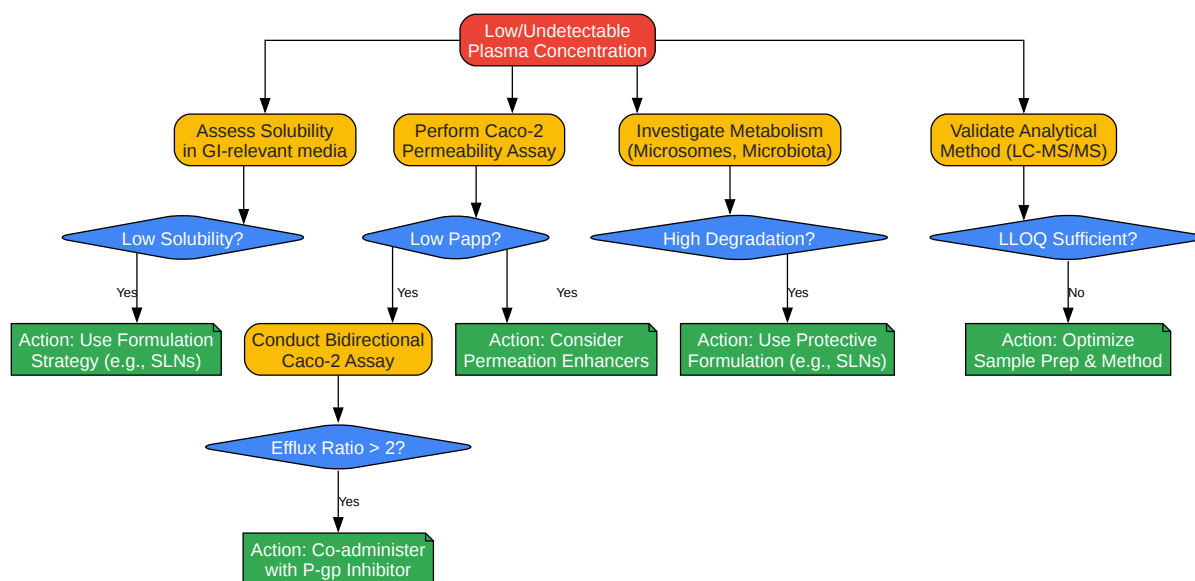 Low/Undetectable
Plasma Concentration
Assess Solubility
in GI-relevant media
Perform Caco-2
Permeability Assay
Investigate Metabolism
(Microsomes, Microbiota)
Validate Analytical
Method (LC-MS/MS)
Low Solubility?
Low Papp?
High Degradation?
LLOQ Sufficient?
Yes
Yes
Yes
Yes
No
Action: Use Formulation
Strategy (e.g., SLNs)
Conduct Bidirectional
Caco-2 Assay
Action: Consider
Permeation Enhancers
Action: Use Protective
Formulation (e.g., SLNs)
Action: Optimize
Sample Prep & Method
Efflux Ratio > 2?
Yes
Action: Co-administer
with P-gp Inhibitor